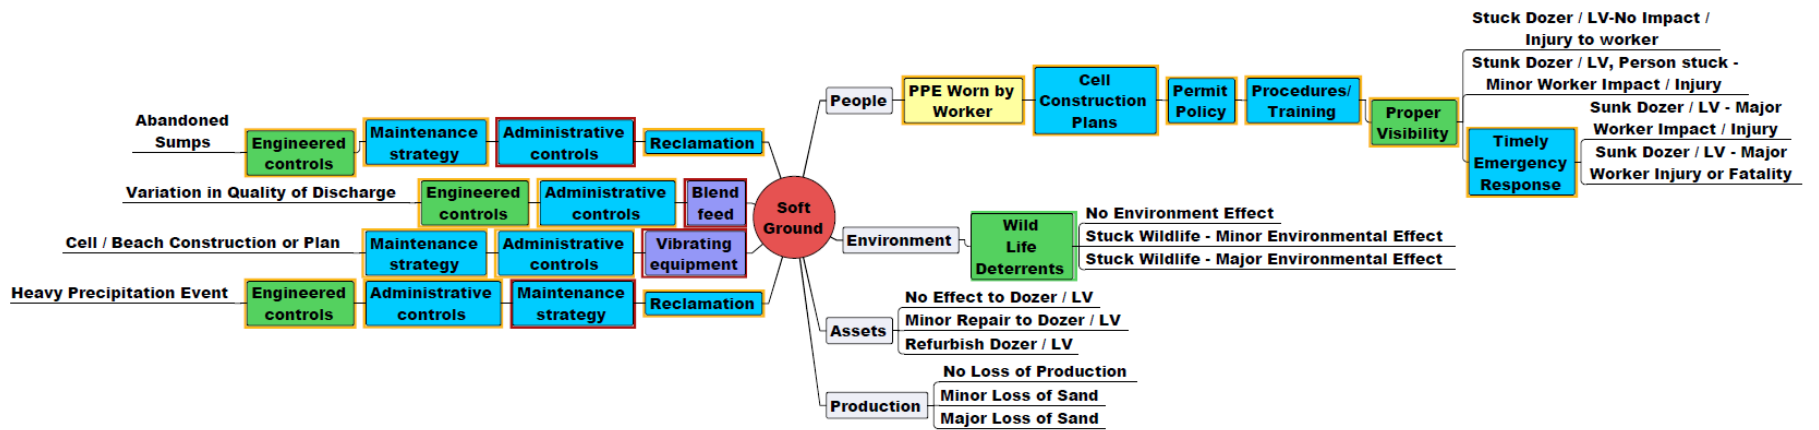 Abandoned
Sumps
Engineered
controls
Maintenance
strategy
Administrative
controls
Reclamation
Variation in Quality of Discharge
Engineered
controls
Administrative
controls
Blend
feed
Cell / Beach Construction or Plan
Maintenance
strategy
Administrative
controls
Vibrating
equipment
Heavy Precipitation Event
Engineered
controls
Administrative
controls
Maintenance
strategy
Reclamation
Soft
Ground
People
PPE Worn by
Worker
Cell
Construction
Plans
Permit
Policy
Procedures/
Training
Proper
Visibility
Stuck Dozer / LV-No Impact /
Injury to worker
Stunk Dozer / LV, Person stuck -
Minor Worker Impact / Injury
Timely
Emergency
Response
Sunk Dozer / LV - Major
Worker Impact / Injury
Sunk Dozer / LV - Major
Worker Injury or Fatality
Environment
Wild
Life
Deterrents
No Environment Effect
Stuck Wildlife - Minor Environmental Effect
Stuck Wildlife - Major Environmental Effect
Assets
No Effect to Dozer / LV
Minor Repair to Dozer / LV
Refurbish Dozer / LV
Production
No Loss of Production
Minor Loss of Sand
Major Loss of Sand